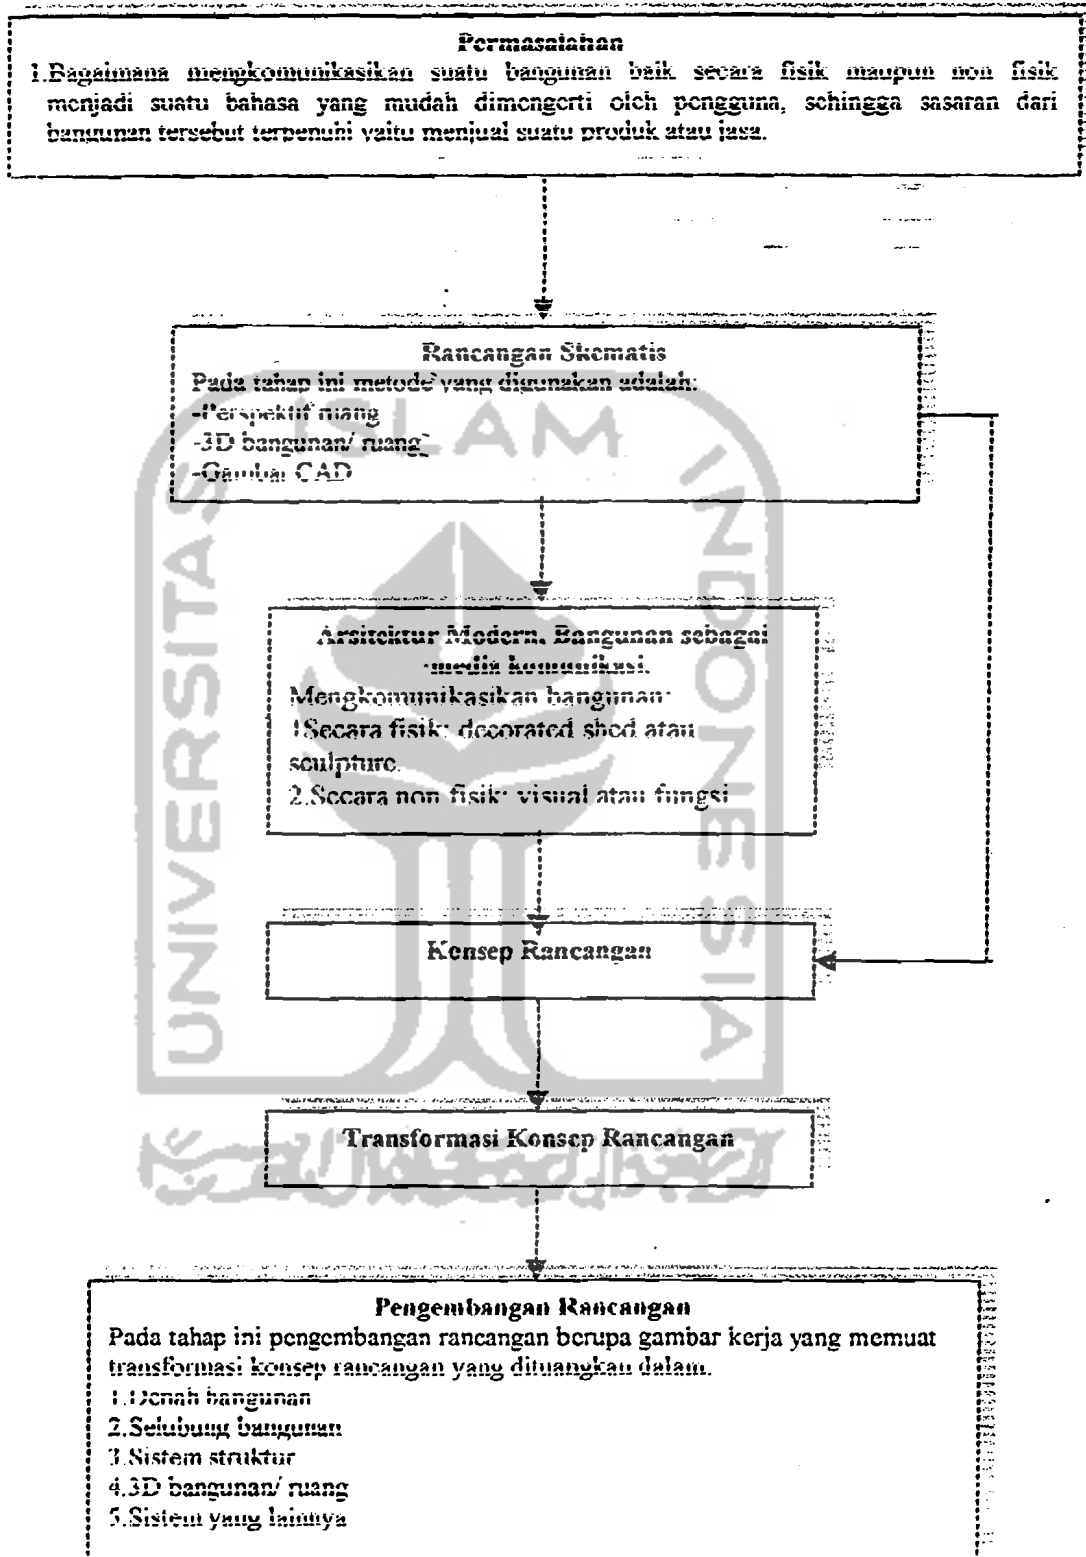 Permasalahan
1.Bagaimana mengkomunikasikan suatu bangunan baik secara fisik maupun non fisik
menjadi suatu bahasa yang mudah dimengerti oleh pengguna, sehingga sasaran dari
bangunan tersebut terpenuhi yaitu menjual suatu produk atau jasa.
Rancangan Skematis
Pada tahap ini metode yang digunakan adalah:
-Perspektif ruang
-3D bangunan/ ruang
-Gambar CAD
Arsitektur Modern, Bangunan sebagai
media komunikasi.
Mengkomunikasikan bangunan:
1Secara fisik: decorated shed atau
sculpture.
2.Secara non fisik: visual atau fungsi
Konsep Rancangan
Transformasi Konsep Rancangan
Pengembangan Rancangan
Pada tahap ini pengembangan rancangan berupa gambar kerja yang memuat
transformasi konsep rancangan yang dituangkan dalam.
1.Denah bangunan
2.Selubung bangunan
3.Sistem struktur
4.3D bangunan/ ruang
5.Sistem yang lainnya
UNIVERSITAS
ISLAM
INDONESIA